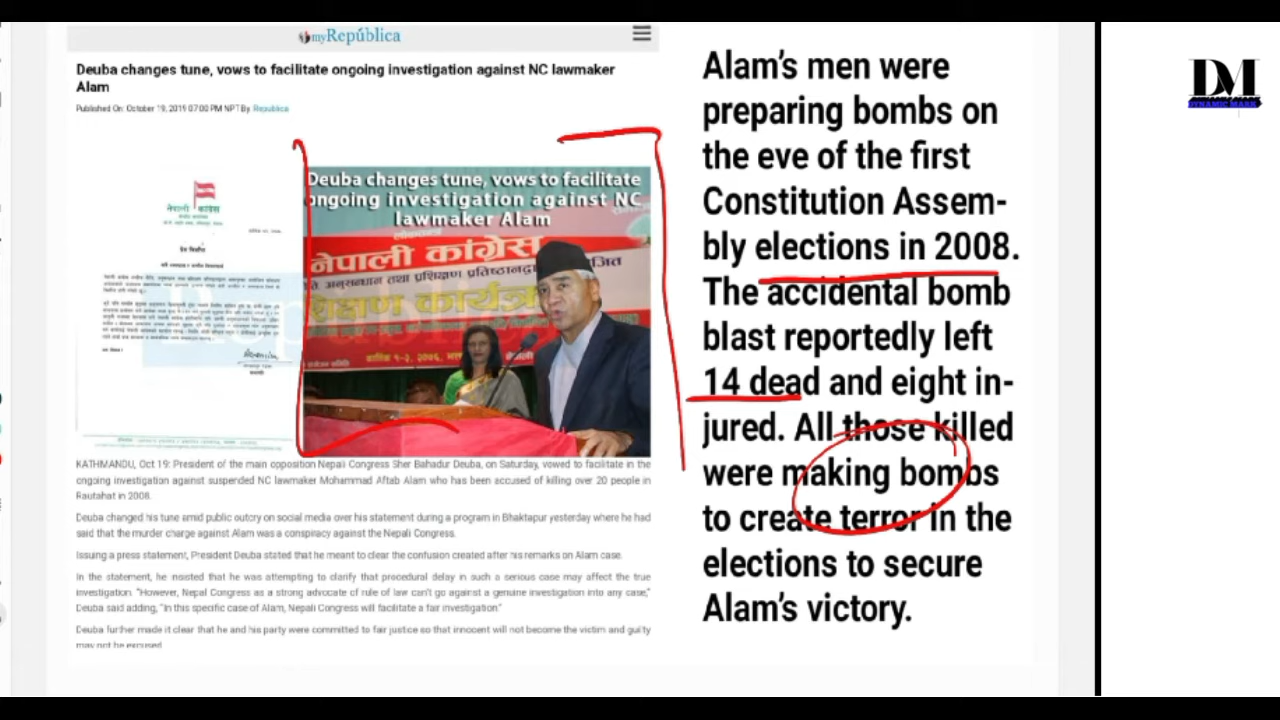 myRepública
Deuba changes tune, vows to facilitate ongoing investigation against NC lawmaker
Alam
Published On: October 19, 2019 07:00 PM NPT By: Republica
नेपाली कांग्रेस
Deuba changes tune, vows to facilitate
ongoing investigation against NC
lawmaker Alam
नेपाली कांग्रेस
अनुसन्धान तथा प्रशिक्षण प्रतिष्ठान
KATHMANDU, Oct 19: President of the main opposition Nepali Congress Sher Bahadur Deuba, on Saturday, vowed to facilitate in the
ongoing investigation against suspended NC lawmaker Mohammad Aftab Alam who has been accused of killing over 20 people in
Rautahat in 2008.
Deuba changed his tune amid public outcry on social media over his statement during a program in Bhaktapur yesterday where he had
said that the murder charge against Alam was a conspiracy against the Nepali Congress.
Issuing a press statement, President Deuba stated that he meant to clear the confusion created after his remarks on Alam case.
In the statement, he insisted that he was attempting to clarify that procedural delay in such a serious case may affect the true
investigation. "However, Nepal Congress as a strong advocate of rule of law can't go against a genuine investigation into any case,"
Deuba said adding, "In this specific case of Alam, Nepali Congress will facilitate a fair investigation."
Deuba further made it clear that he and his party were committed to fair justice so that innocent will not become the victim and guilty
may not be excused
Alam's men were
preparing bombs on
the eve of the first
Constitution Assem-
bly elections in 2008.
The accidental bomb
blast reportedly left
14 dead and eight in-
jured. All those killed
were making bombs
to create terror in the
elections to secure
Alam's victory.
DM
DYNAMIC MARK